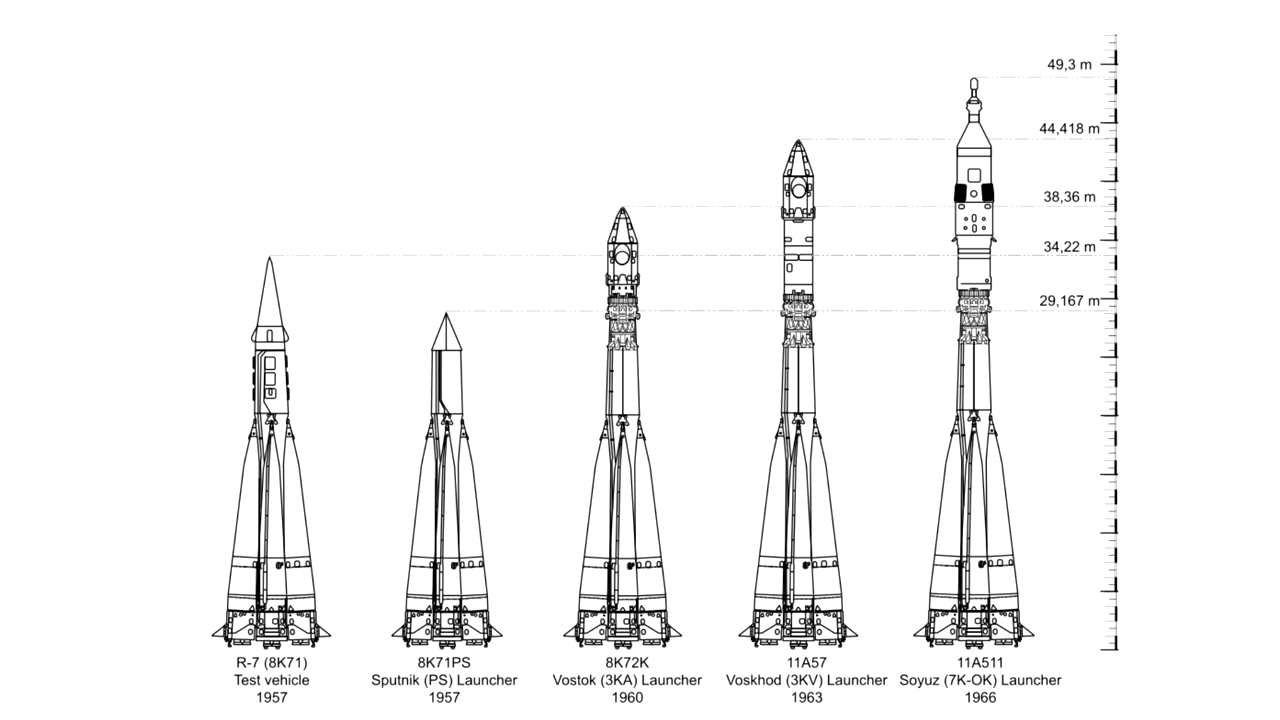 49,3 m
44,418 m
38,36 m
34,22 m
29,167 m
R-7 (8K71)
Test vehicle
1957
8K71PS
Sputnik (PS) Launcher
1957
8K72K
Vostok (3KA) Launcher
1960
11A57
Voskhod (3KV) Launcher
1963
11A511
Soyuz (7K-OK) Launcher
1966